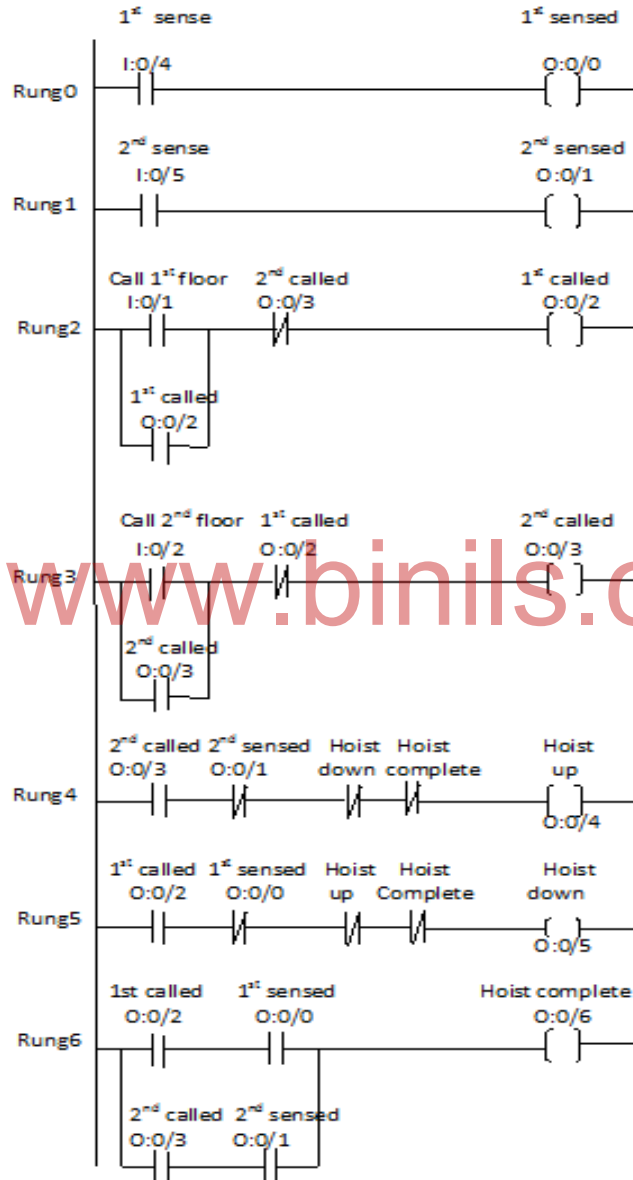 1st sense 1st sensed
I:0/4 O:0/0
Rung0
2nd sense 2nd sensed
I:0/5 O:0/1
Rung1
Call 1st floor 2nd called 1st called
I:0/1 O:0/3 O:0/2
Rung2
1st called
O:0/2
Call 2nd floor 1st called 2nd called
I:0/2 O:0/2 O:0/3
Rung3
www.binils.c
2nd called
O:0/3
2nd called 2nd sensed Hoist Hoist Hoist
O:0/3 O:0/1 down complete up
Rung4
O:0/4
1st called 1st sensed Hoist Hoist Hoist
O:0/2 O:0/0 up Complete down
Rung5
O:0/5
1st called 1st sensed Hoist complete
O:0/2 O:0/0 O:0/6
Rung6
2nd called 2nd sensed
O:0/3 O:0/1